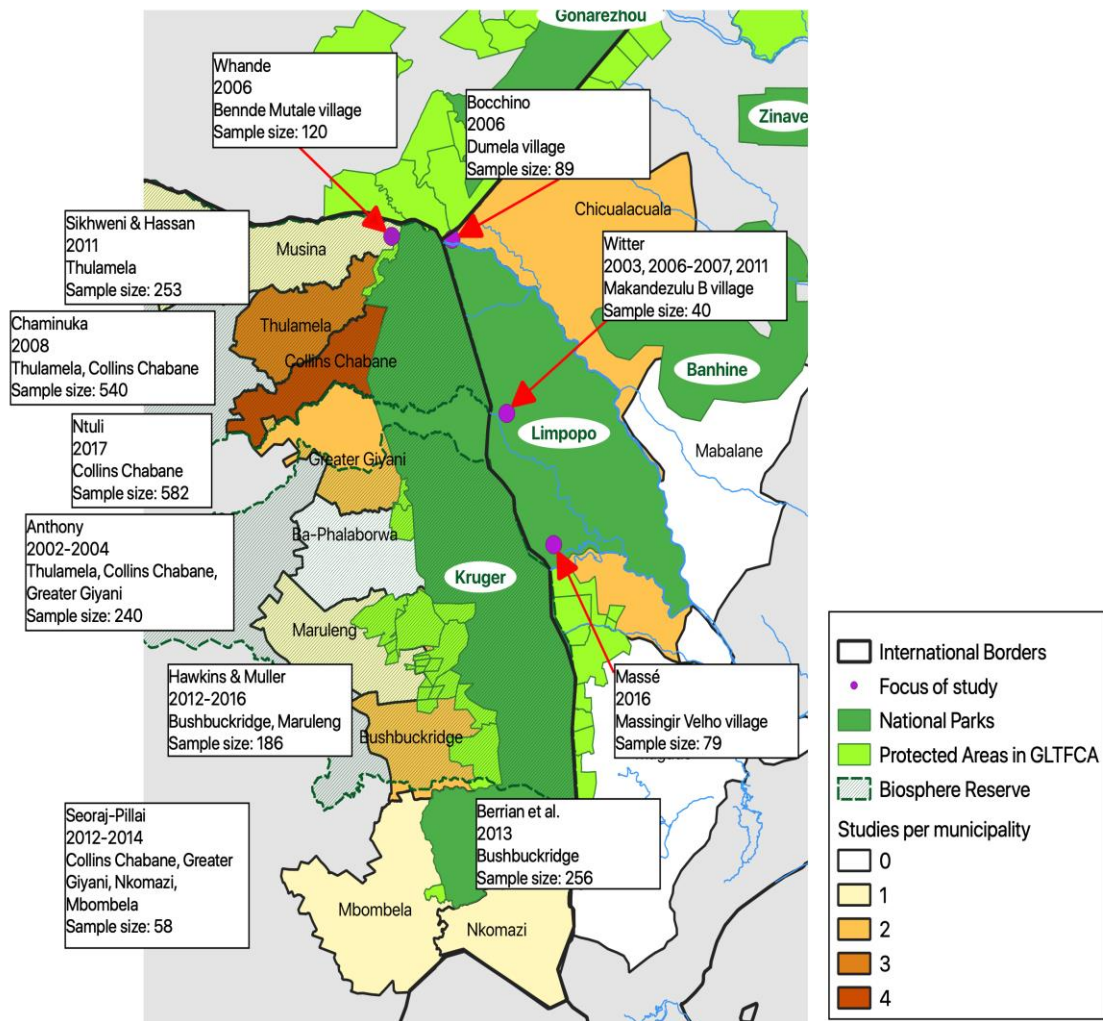 Gonarezhou
Whande
2006
Bennde Mutale village
Sample size: 120
Bocchino
2006
Dumela village
Sample size: 89
Zinave
Chicualacuala
Sikhweni & Hassan
2011
Thulamela
Sample size: 253
Musina
Witter
2003, 2006-2007, 2011
Makandezulu B village
Sample size: 40
Chaminuka
2008
Thulamela, Collins Chabane
Sample size: 540
Thulamela
Collins Chabane
Banhine
Ntuli
2017
Collins Chabane
Sample size: 582
Limpopo
Mabalane
Greater Giyani
Anthony
2002-2004
Thulamela, Collins Chabane,
Greater Giyani
Sample size: 240
Ba-Phalaborwa
Kruger
Maruleng
Hawkins & Muller
2012-2016
Bushbuckridge, Maruleng
Sample size: 186
Massé
2016
Massingir Velho village
Sample size: 79
Bushbuckridge
Seoraj-Pillai
2012-2014
Collins Chabane, Greater
Giyani, Nkomazi,
Mbombela
Sample size: 58
Berrian et al.
2013
Bushbuckridge
Sample size: 256
Mbombela
Nkomazi
International Borders
Focus of study
National Parks
Protected Areas in GLTFCA
Biosphere Reserve
Studies per municipality
0
1
2
3
4